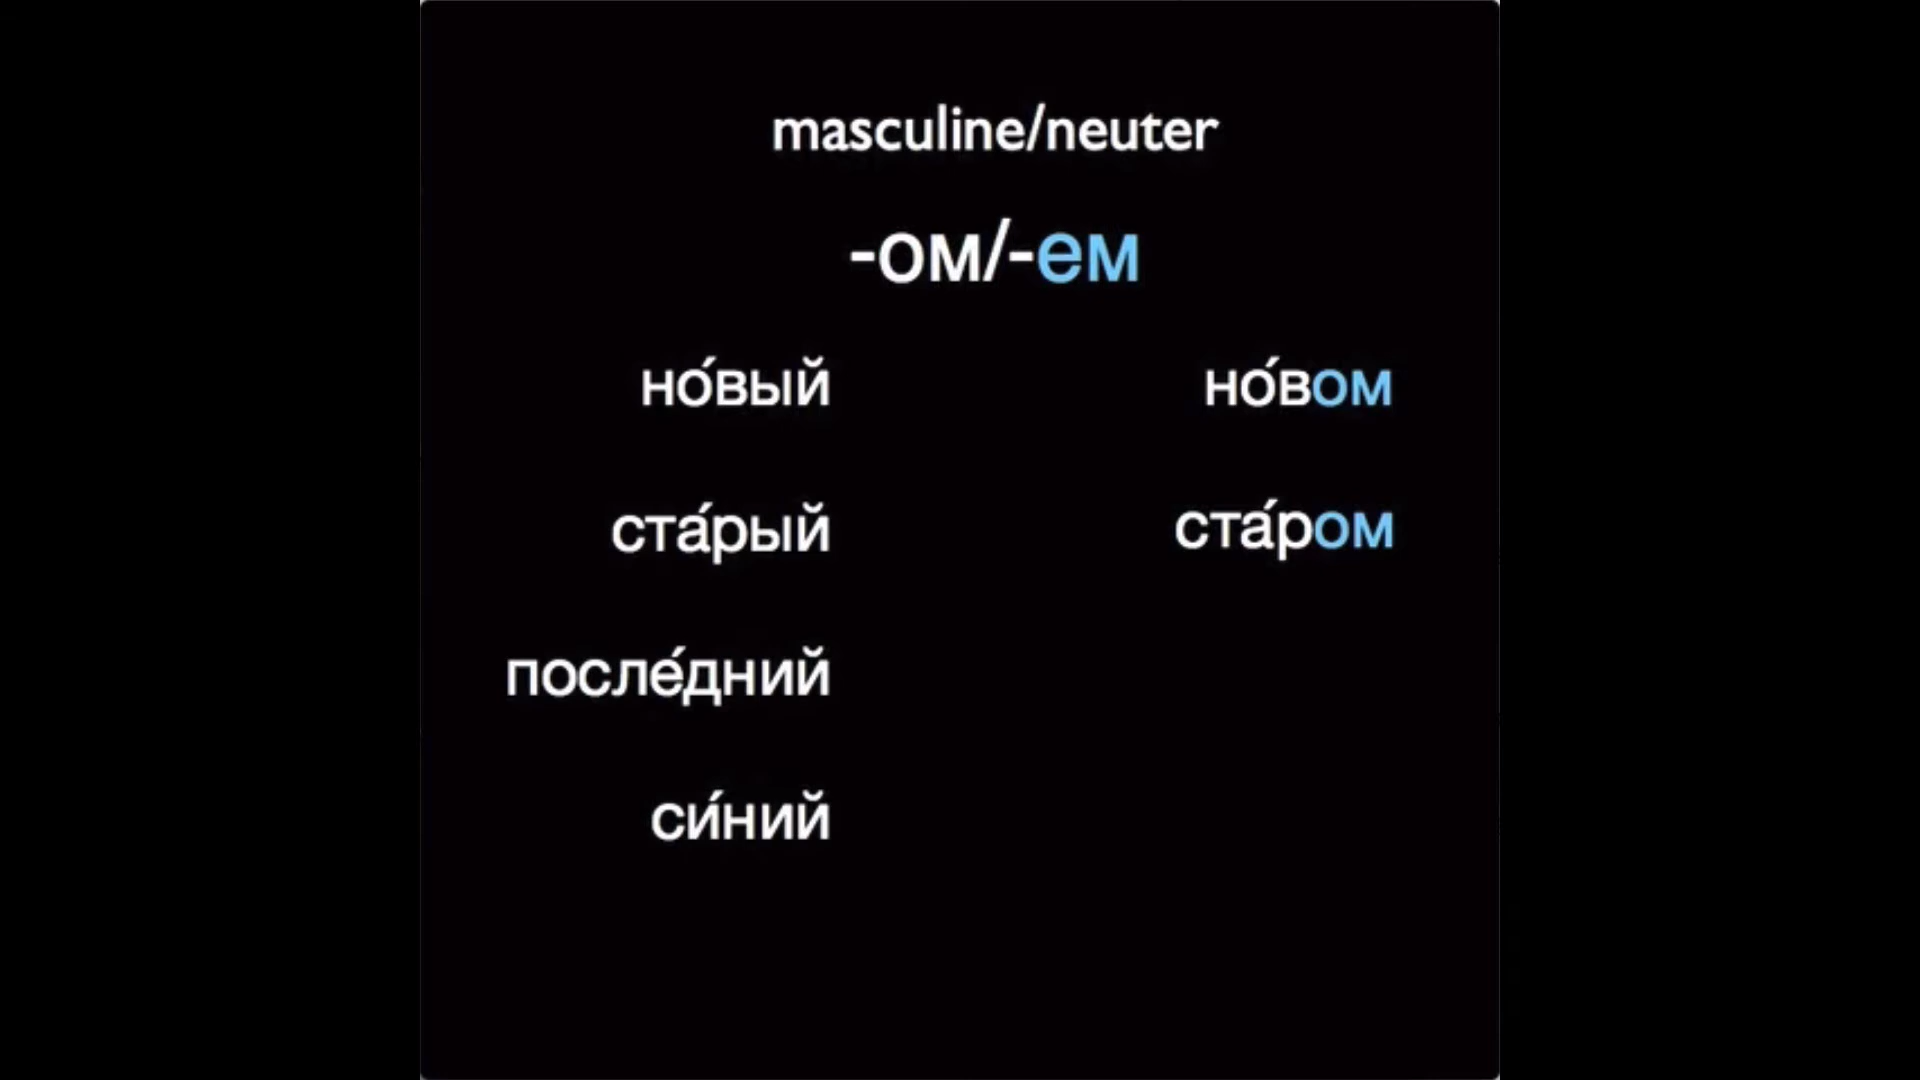 masculine/neuter
-ом/-ем
но́вый но́вом
ста́рый ста́ром
после́дний
си́ний